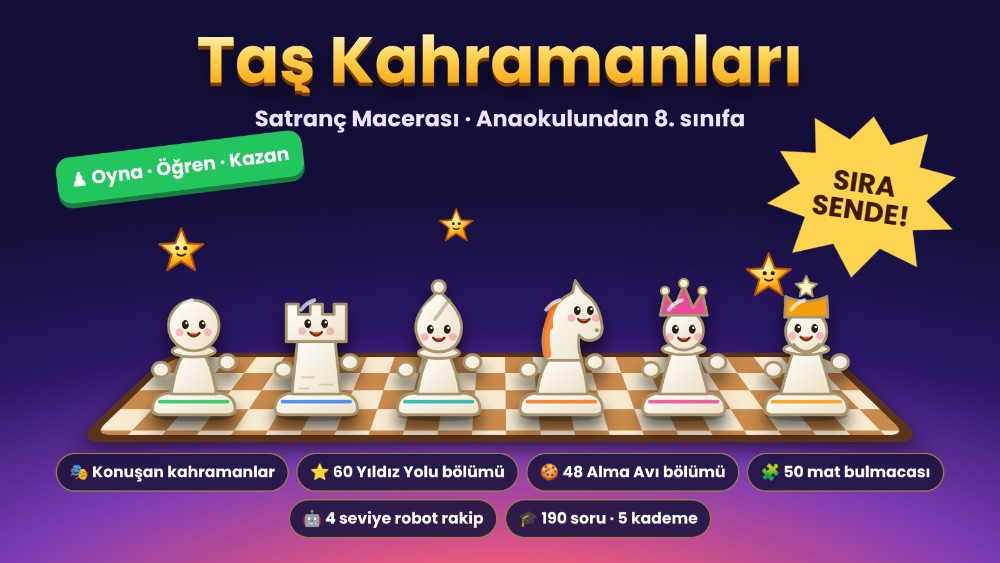 Taş Kahramanları
Satranç Macerası · Anaokulundan 8. sınıfa
♟ Oyna · Öğren · Kazan
SIRA
SENDE!
🎭 Konuşan kahramanlar
⭐ 60 Yıldız Yolu bölümü
🍪 48 Alma Avı bölümü
🧩 50 mat bulmacası
🤖 4 seviye robot rakip
🎓 190 soru · 5 kademe